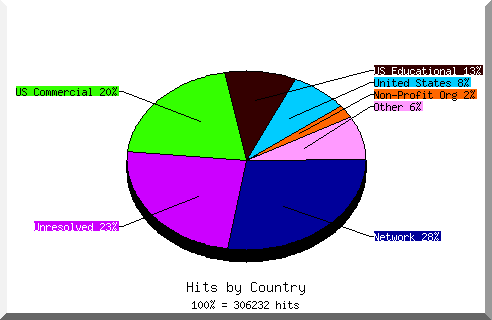 US Educational 13%
United States 8%
US Commercial 20%
Non-Profit Org 2%
Other 6%
Unresolved 23%
Network 28%
Hits by Country
100% = 306232 hits